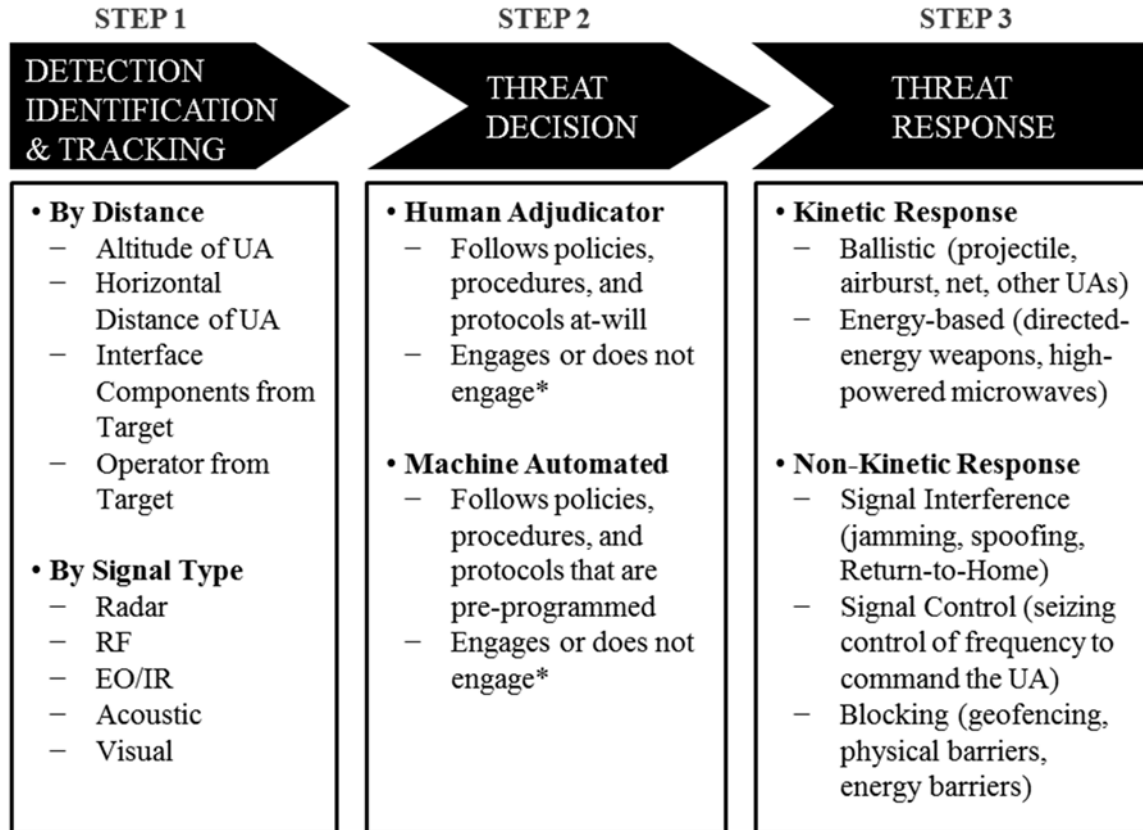 STEP 1
STEP 2
STEP 3
DETECTION
IDENTIFICATION
& TRACKING
THREAT
DECISION
THREAT
RESPONSE
• By Distance
– Altitude of UA
– Horizontal
Distance of UA
– Interface
Components from
Target
– Operator from
Target
• By Signal Type
– Radar
– RF
– EO/IR
– Acoustic
– Visual
• Human Adjudicator
– Follows policies,
procedures, and
protocols at-will
– Engages or does not
engage*
• Machine Automated
– Follows policies,
procedures, and
protocols that are
pre-programmed
– Engages or does not
engage*
• Kinetic Response
– Ballistic (projectile,
airburst, net, other UAs)
– Energy-based (directed-
energy weapons, high-
powered microwaves)
• Non-Kinetic Response
– Signal Interference
(jamming, spoofing,
Return-to-Home)
– Signal Control (seizing
control of frequency to
command the UA)
– Blocking (geofencing,
physical barriers,
energy barriers)